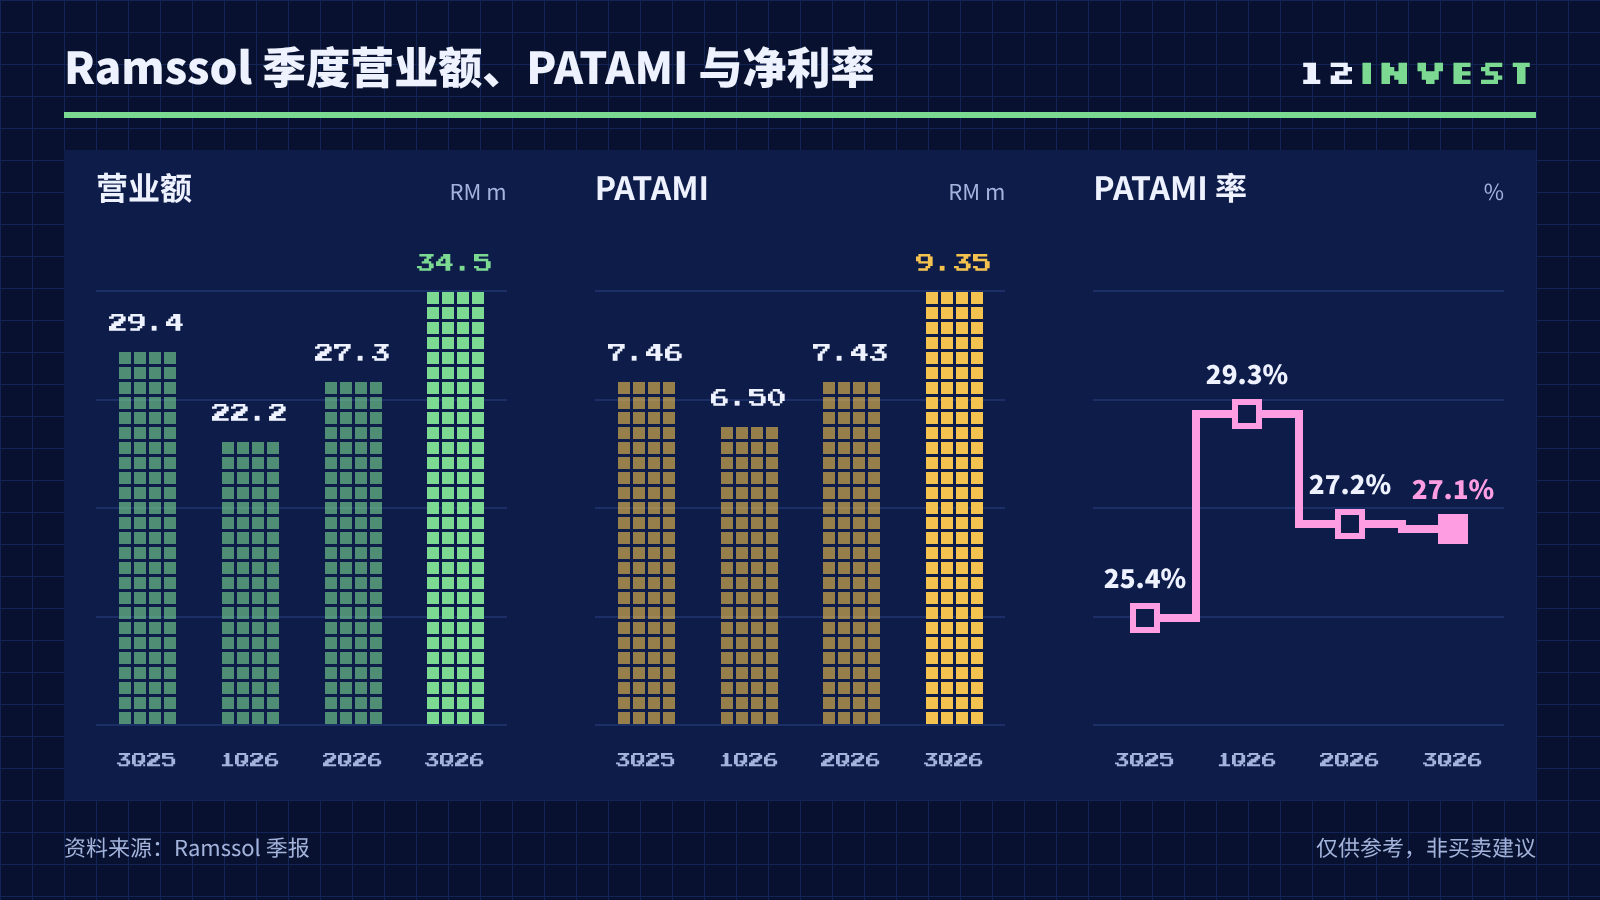 Ramssol 季度营业额、PATAMI 与净利率
12INVEST
营业额 RM m
34.5
29.4
27.3
22.2
3Q25 1Q26 2Q26 3Q26
PATAMI RM m
9.35
7.46
7.43
6.50
3Q25 1Q26 2Q26 3Q26
PATAMI 率 %
29.3%
27.2%
27.1%
25.4%
3Q25 1Q26 2Q26 3Q26
资料来源：Ramssol 季报
仅供参考，非买卖建议